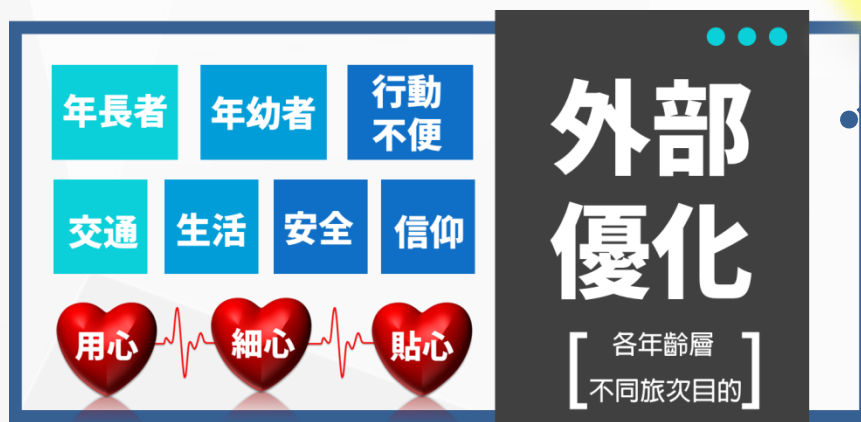 年長者
年幼者
行動
不便
交通
生活
安全
信仰
用心
細心
貼心
外部
優化
各年齡層
不同旅次目的